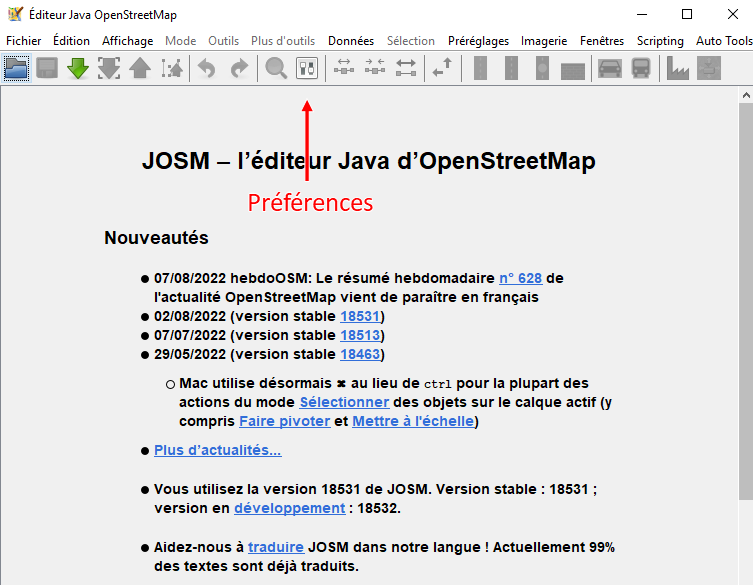 Éditeur Java OpenStreetMap
Fichier Édition Affichage Mode Outils Plus d'outils Données Sélection Préréglages Imagerie Fenêtres Scripting Auto Tools
JOSM – l’éditeur Java d’OpenStreetMap
Préférences
Nouveautés
● 07/08/2022 hebdoOSM: Le résumé hebdomadaire n° 628 de
l'actualité OpenStreetMap vient de paraître en français
● 02/08/2022 (version stable 18531)
● 07/07/2022 (version stable 18513)
● 29/05/2022 (version stable 18463)
○ Mac utilise désormais ⌘ au lieu de ctrl pour la plupart des
actions du mode Sélectionner des objets sur le calque actif (y
compris Faire pivoter et Mettre à l'échelle)
● Plus d’actualités...
● Vous utilisez la version 18531 de JOSM. Version stable : 18531 ;
version en développement : 18532.
● Aidez-nous à traduire JOSM dans notre langue ! Actuellement 99%
des textes sont déjà traduits.